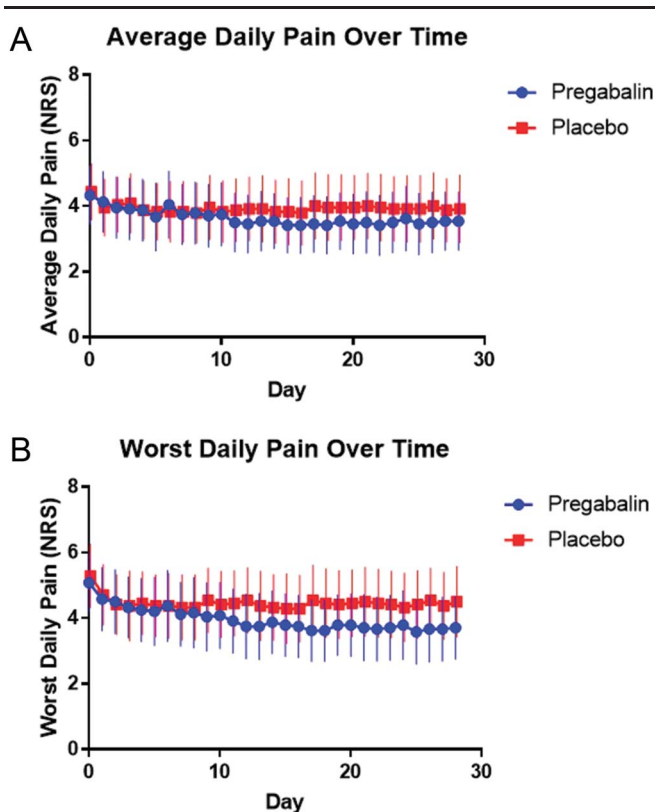 A
Average Daily Pain Over Time
Average Daily Pain (NRS)
8
6
4
2
0
0 10 20 30
Day
Pregabalin
Placebo
B
Worst Daily Pain Over Time
Worst Daily Pain (NRS)
8
6
4
2
0
0 10 20 30
Day
Pregabalin
Placebo